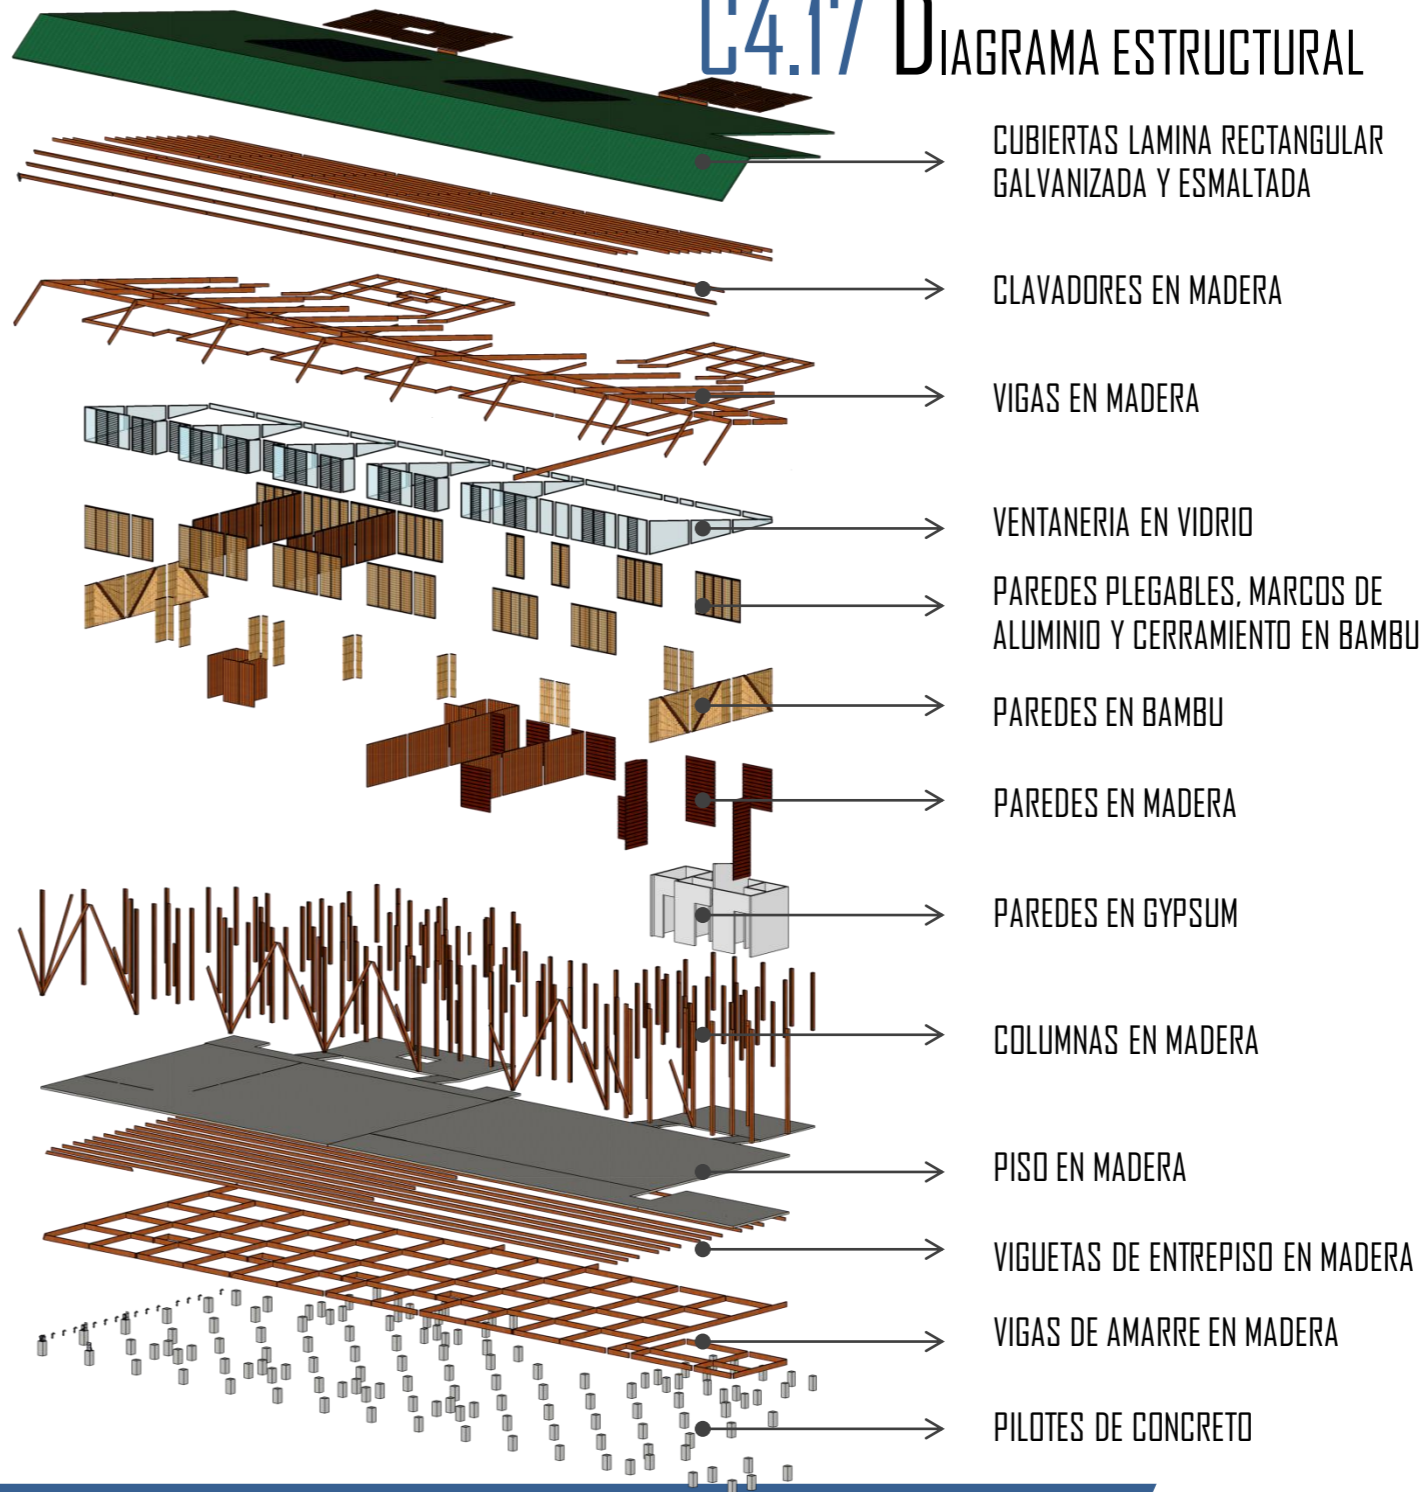 C4.17 DIAGRAMA ESTRUCTURAL
CUBIERTAS LAMINA RECTANGULAR
GALVANIZADA Y ESMALTADA
CLAVADORES EN MADERA
VIGAS EN MADERA
VENTANERIA EN VIDRIO
PAREDES PLEGABLES, MARCOS DE
ALUMINIO Y CERRAMIENTO EN BAMBU
PAREDES EN BAMBU
PAREDES EN MADERA
PAREDES EN GYPSUM
COLUMNAS EN MADERA
PISO EN MADERA
VIGUETAS DE ENTREPISO EN MADERA
VIGAS DE AMARRE EN MADERA
PILOTES DE CONCRETO